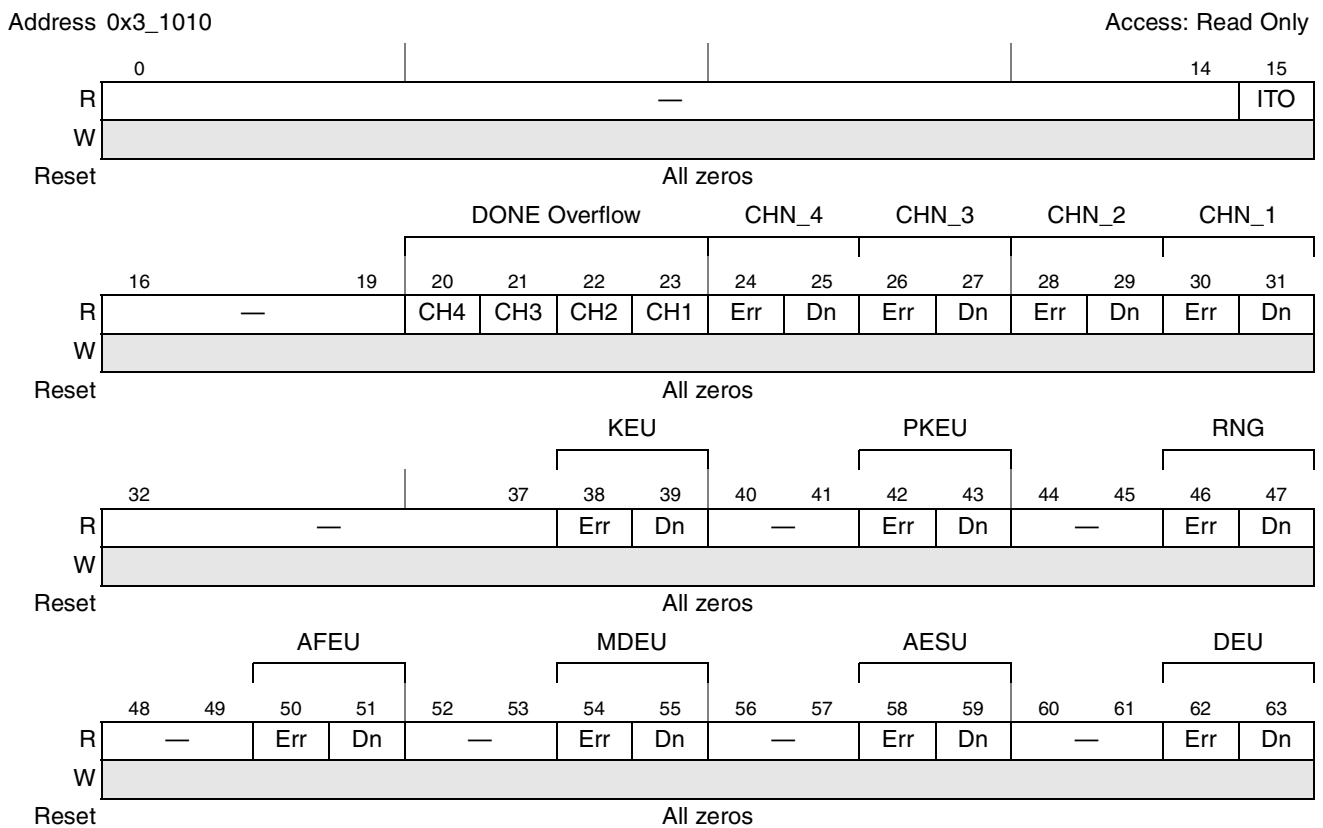 Address 0x3_1010 Access: Read Only
0 14 15
R — ITO
W
Reset All zeros
DONE Overflow CHN_4 CHN_3 CHN_2 CHN_1
16 19 20 21 22 23 24 25 26 27 28 29 30 31
R — CH4 CH3 CH2 CH1 Err Dn Err Dn Err Dn Err Dn
W
Reset All zeros
KEU PKEU RNG
32 37 38 39 40 41 42 43 44 45 46 47
R — Err Dn — Err Dn — Err Dn
W
Reset All zeros
AFEU MDEU AESU DEU
48 49 50 51 52 53 54 55 56 57 58 59 60 61 62 63
R — Err Dn — Err Dn — Err Dn — Err Dn
W
Reset All zeros